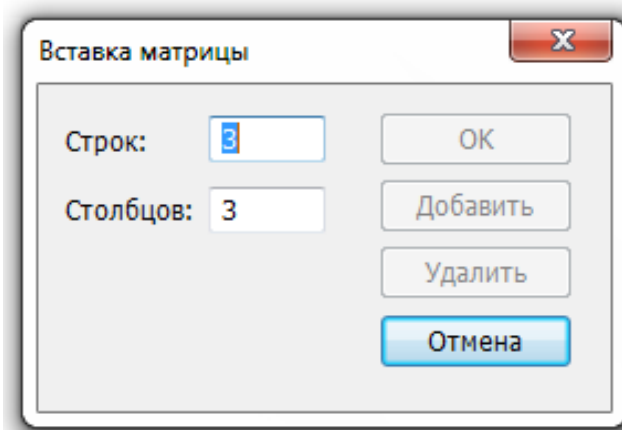 Вставка матрицы
Строк: 3 OK
Столбцов: 3 Добавить
Удалить
Отмена